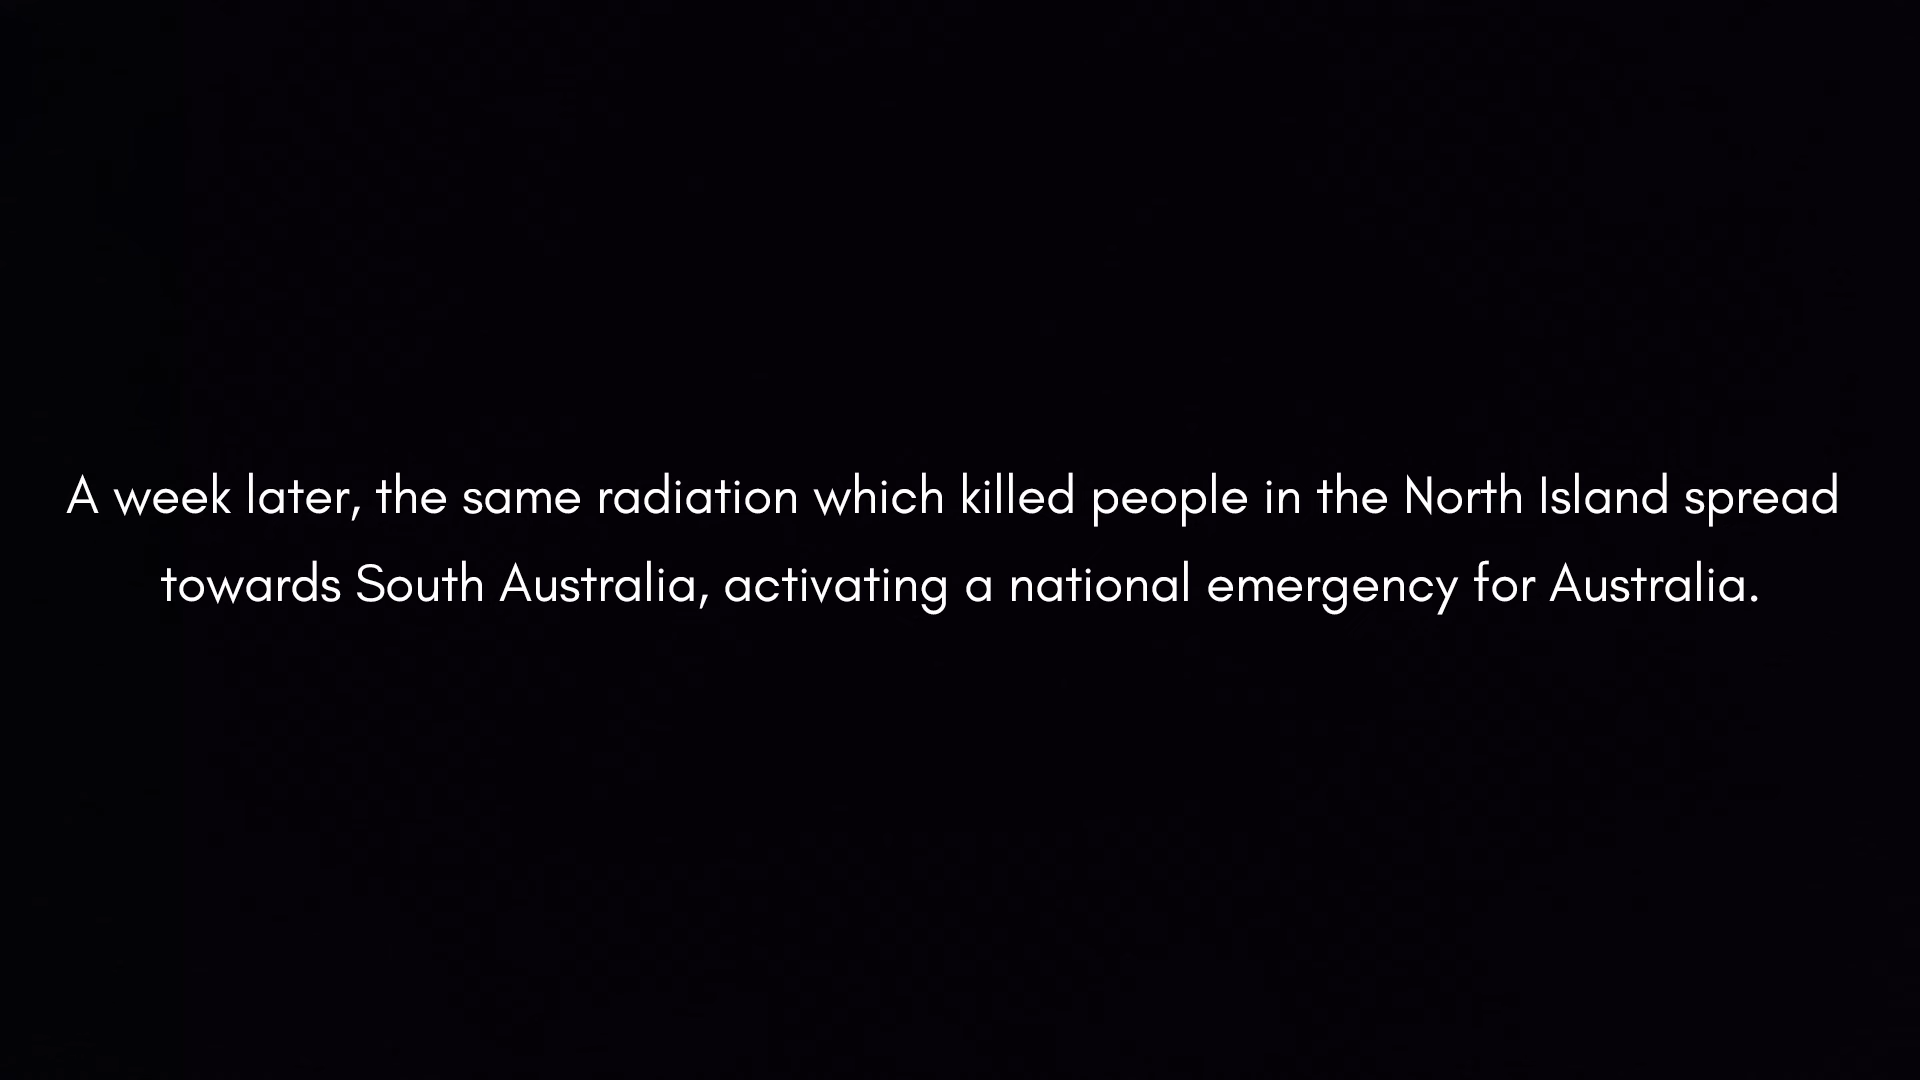 A week later, the same radiation which killed people in the North Island spread
towards South Australia, activating a national emergency for Australia.